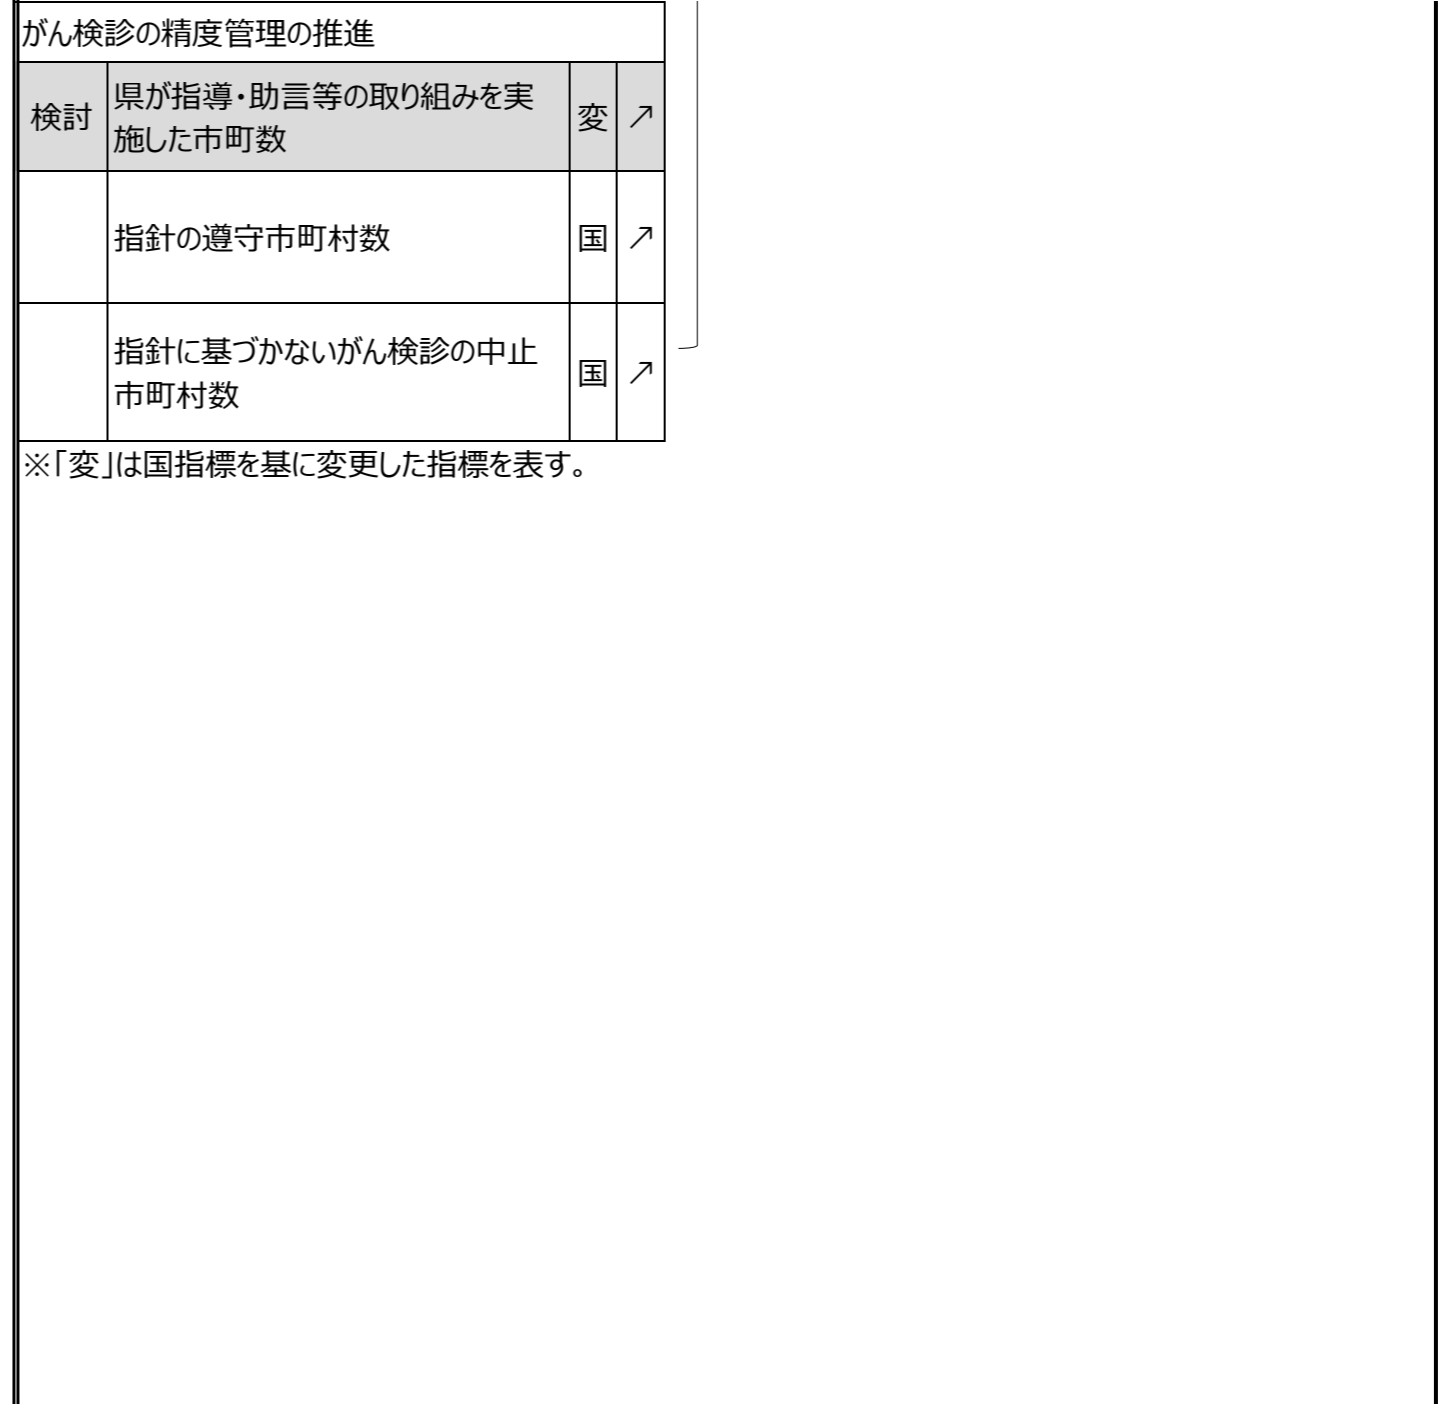 がん検診の精度管理の推進
検討 県が指導・助言等の取り組みを実 変 ↗
施した市町数
指針の遵守市町村数 国 ↗
指針に基づかないがん検診の中止 国 ↗
市町村数
※「変」は国指標を基に変更した指標を表す。